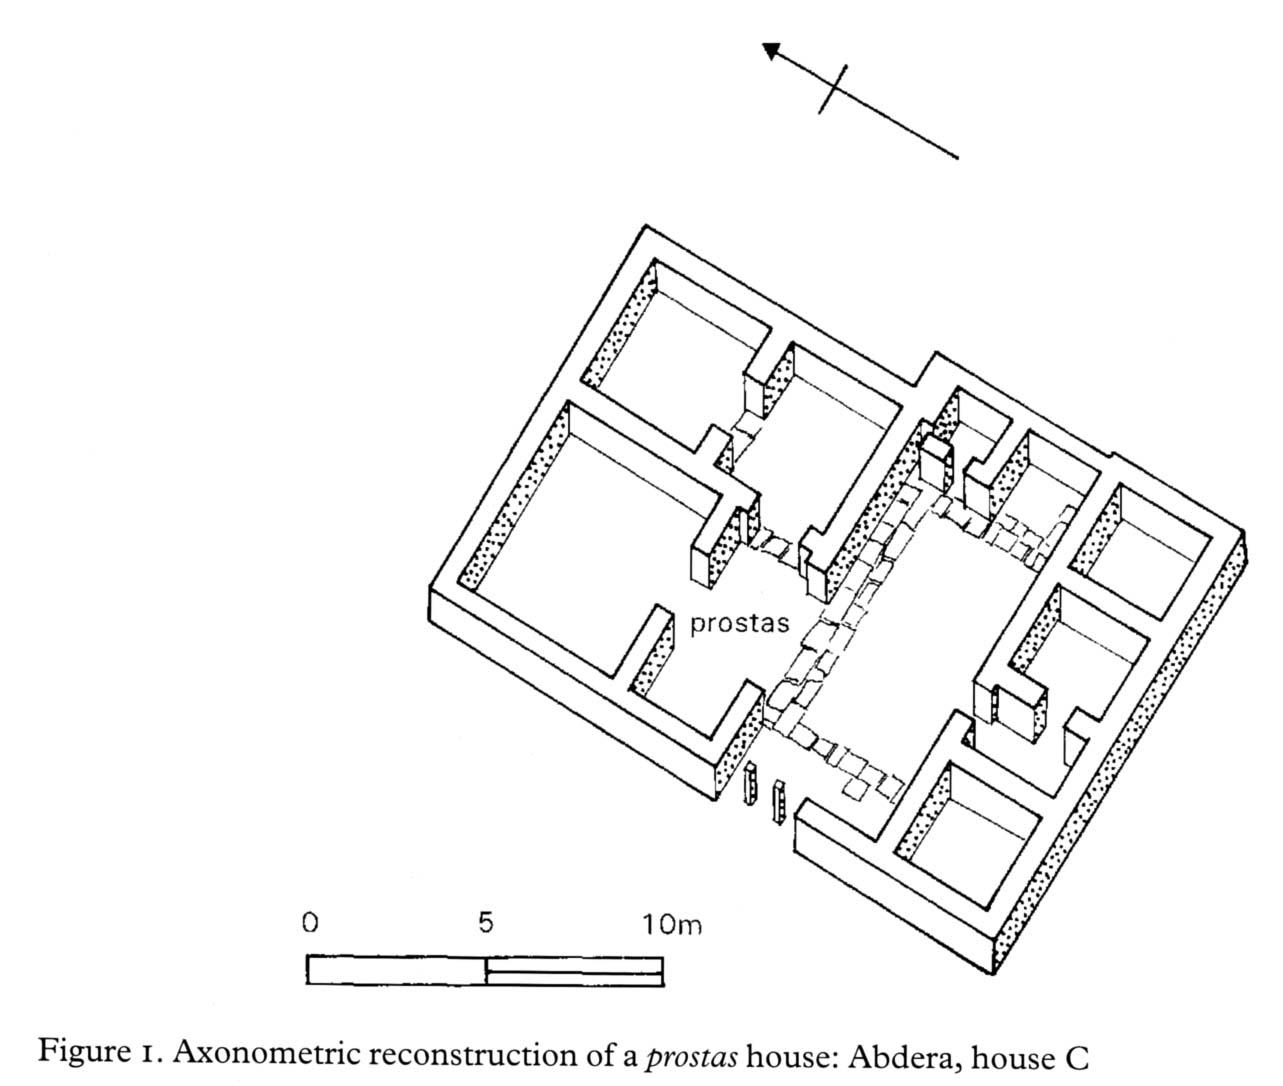 prostas
0 5 10m
Figure 1. Axonometric reconstruction of a prostas house: Abdera, house C